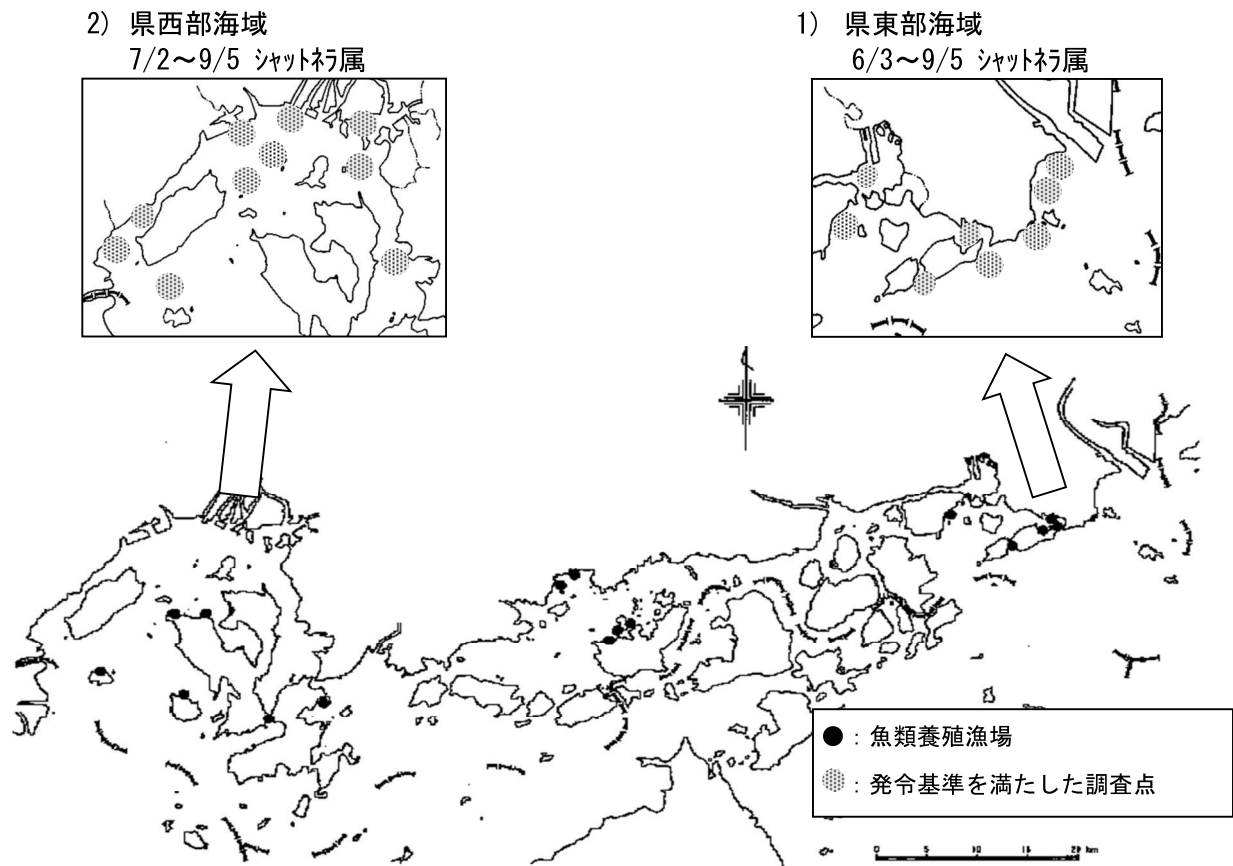 2) 県西部海域
7/2～9/5 ｼｬｯﾄﾈﾗ属
1) 県東部海域
6/3～9/5 ｼｬｯﾄﾈﾗ属
●：魚類養殖漁場
：発令基準を満たした調査点
0 5 10 15 20 km